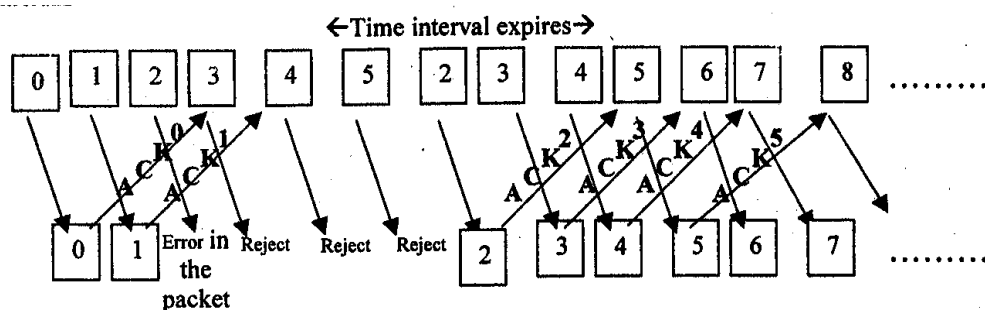 ←Time interval expires→
0 1 2 3 4 5 2 3 4 5 6 7 8 ..........
ACK0 ACK1 ACK2 ACK3 ACK4 ACK5
0 1 Error in the packet Reject Reject Reject 2 3 4 5 6 7 ..........